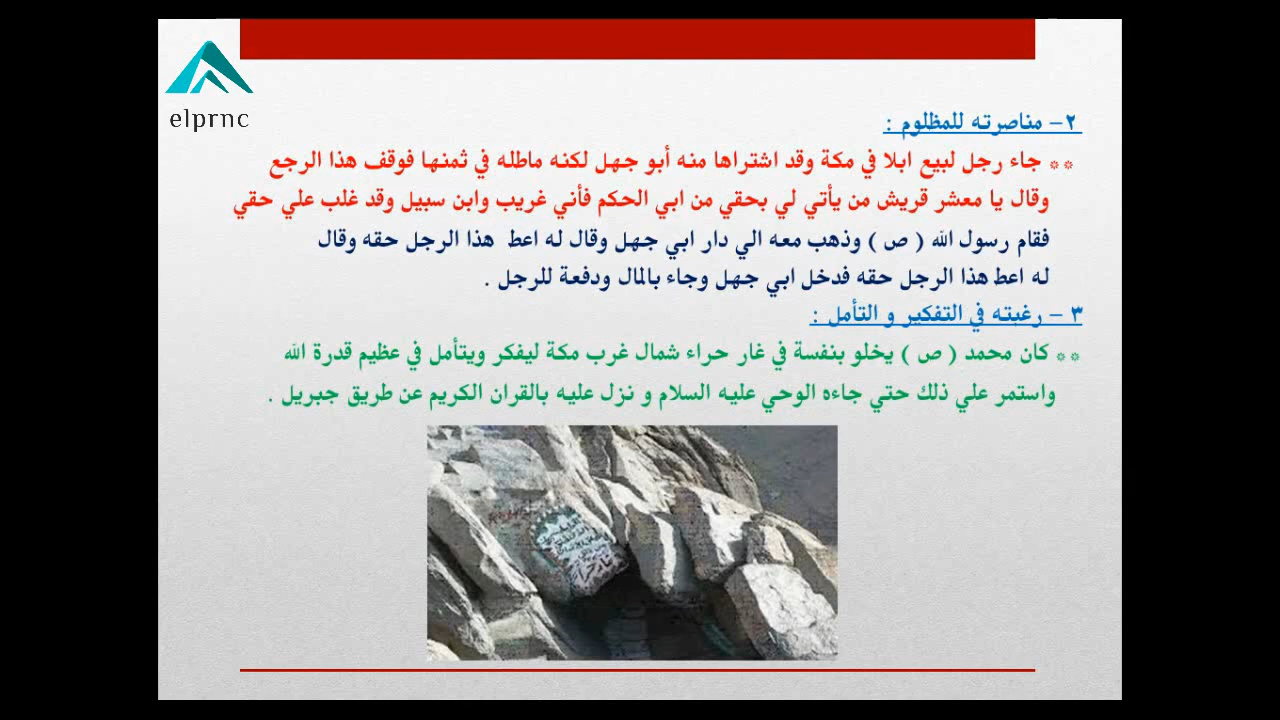 elprnc
٢- مناصرته للمظلوم :
** جاء رجل لبيع ابلا في مكة وقد اشتراها منه أبو جهل لكنه ماطله في ثمنها فوقف هذا الرجع
وقال يا معشر قريش من يأتي لي بحقي من ابي الحكم فأني غريب وابن سبيل وقد غلب علي حقي
فقام رسول الله ( ص ) وذهب معه الي دار ابي جهل وقال له اعط هذا الرجل حقه وقال
له اعط هذا الرجل حقه فدخل ابي جهل وجاء بالمال ودفعة للرجل .
٣ - رغبته في التفكير و التأمل :
** كان محمد ( ص ) يخلو بنفسة في غار حراء شمال غرب مكة ليفكر ويتأمل في عظيم قدرة الله
واستمر علي ذلك حتي جاءه الوحي عليه السلام و نزل عليه بالقران الكريم عن طريق جبريل .
غار حراء